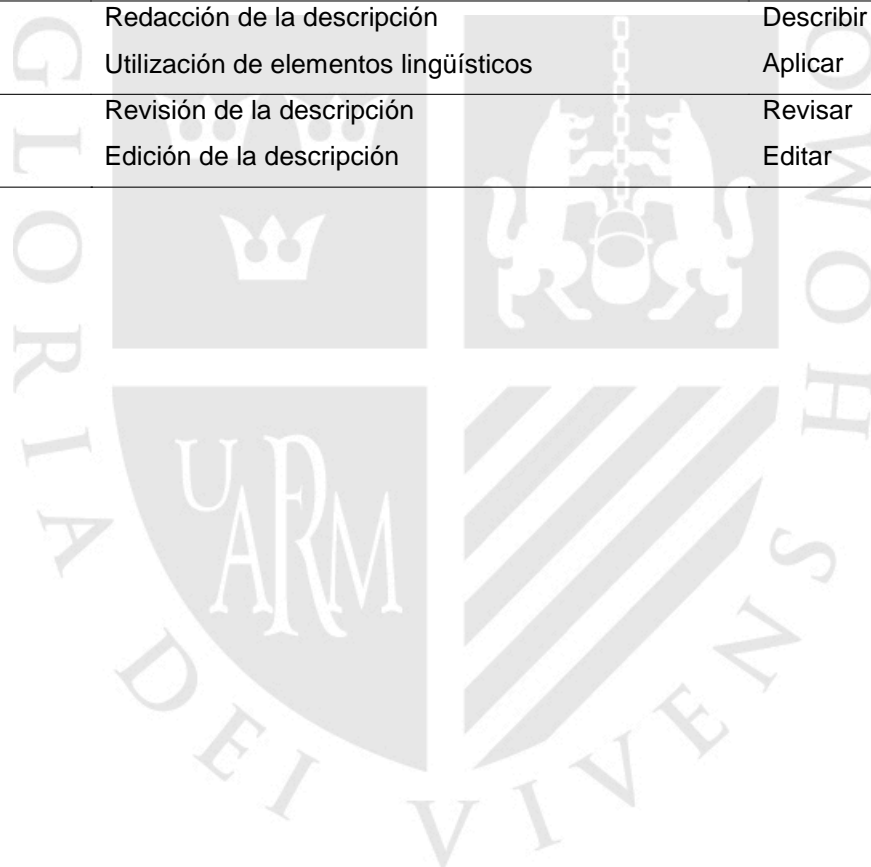 Redacción de la descripción Describir
Utilización de elementos lingüísticos Aplicar
Revisión de la descripción Revisar
Edición de la descripción Editar
GLORIA DEI VIVENS HOMO
UARM